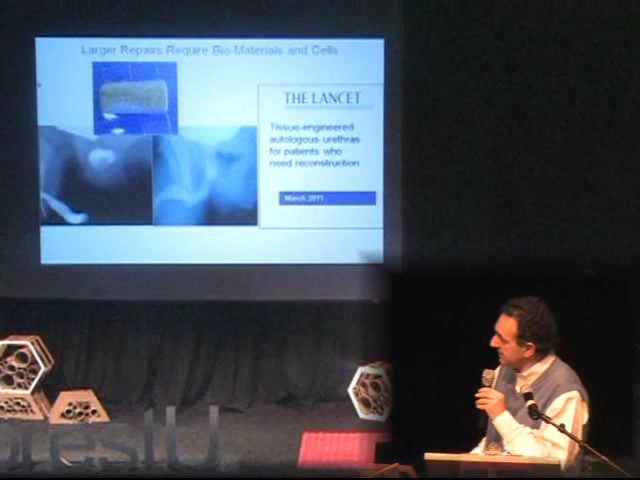 Larger Repairs Require Bio-Materials and Cells
THE LANCET
Tissue-engineered
autologous urethras
for patients who
need reconstruction
March 2011
orestU